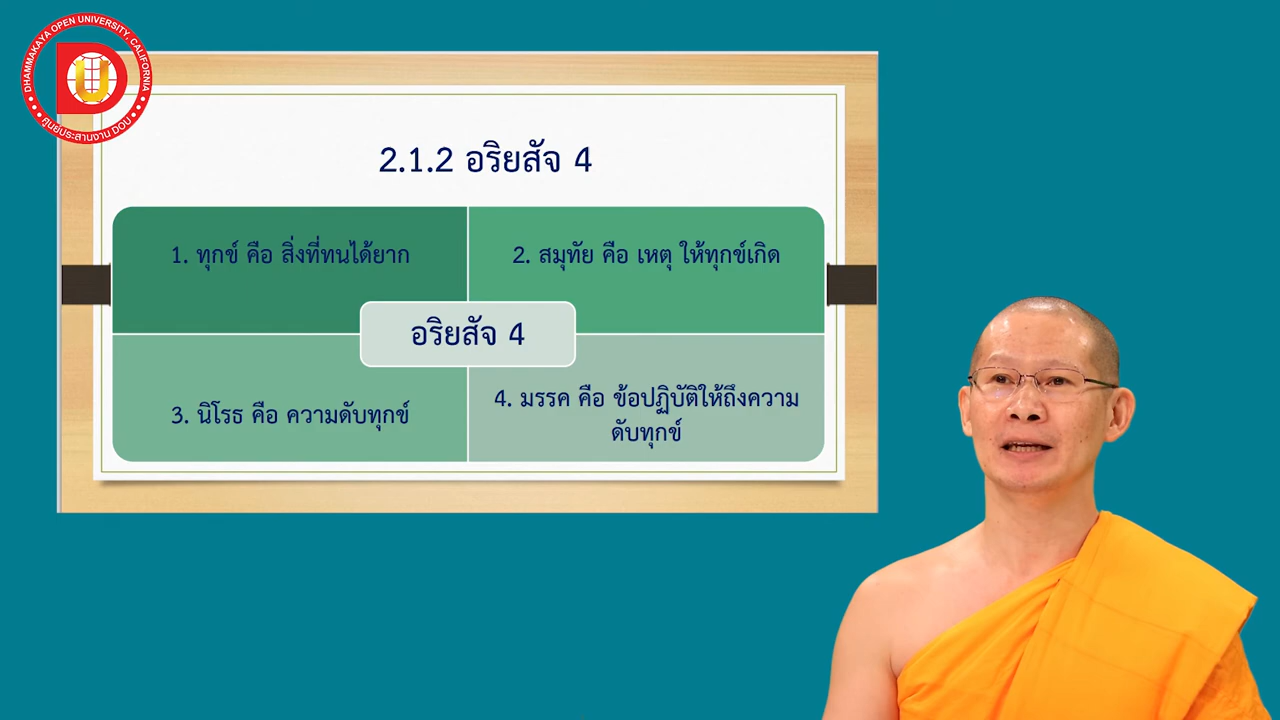 DHAMMAKAYA OPEN UNIVERSITY, CALIFORNIA
DU
ศูนย์ประสานงาน DOU
2.1.2 อริยสัจ 4
1. ทุกข์ คือ สิ่งที่ทนได้ยาก
2. สมุทัย คือ เหตุ ให้ทุกข์เกิด
อริยสัจ 4
3. นิโรธ คือ ความดับทุกข์
4. มรรค คือ ข้อปฏิบัติให้ถึงความ
ดับทุกข์